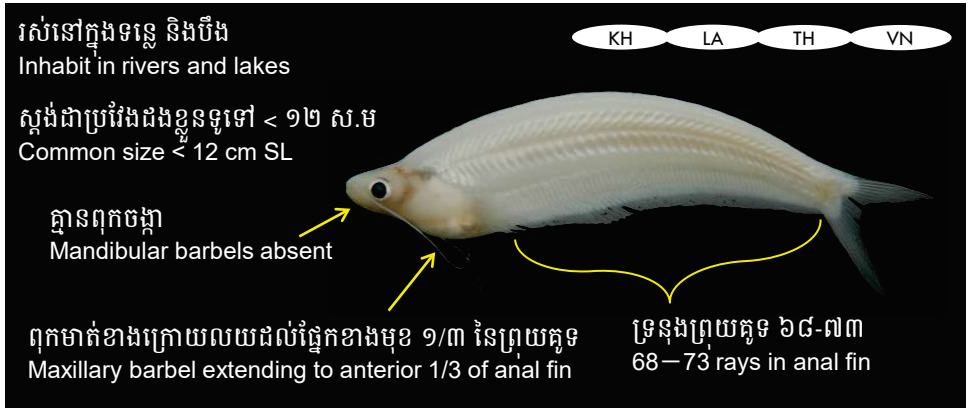 រស់នៅក្នុងទន្លេ និងបឹង
Inhabit in rivers and lakes
KH LA TH VN
ស្តង់ដាប្រវែងដងខ្លួនទូទៅ < ១២ ស.ម
Common size < 12 cm SL
គ្មានពុកចង្កា
Mandibular barbels absent
ពុកមាត់ខាងក្រោយលយដល់ផ្នែកខាងមុខ ១/៣ នៃព្រុយគូទ
Maxillary barbel extending to anterior 1/3 of anal fin
ទ្រនុងព្រុយគូទ ៦៨-៧៣
68－73 rays in anal fin